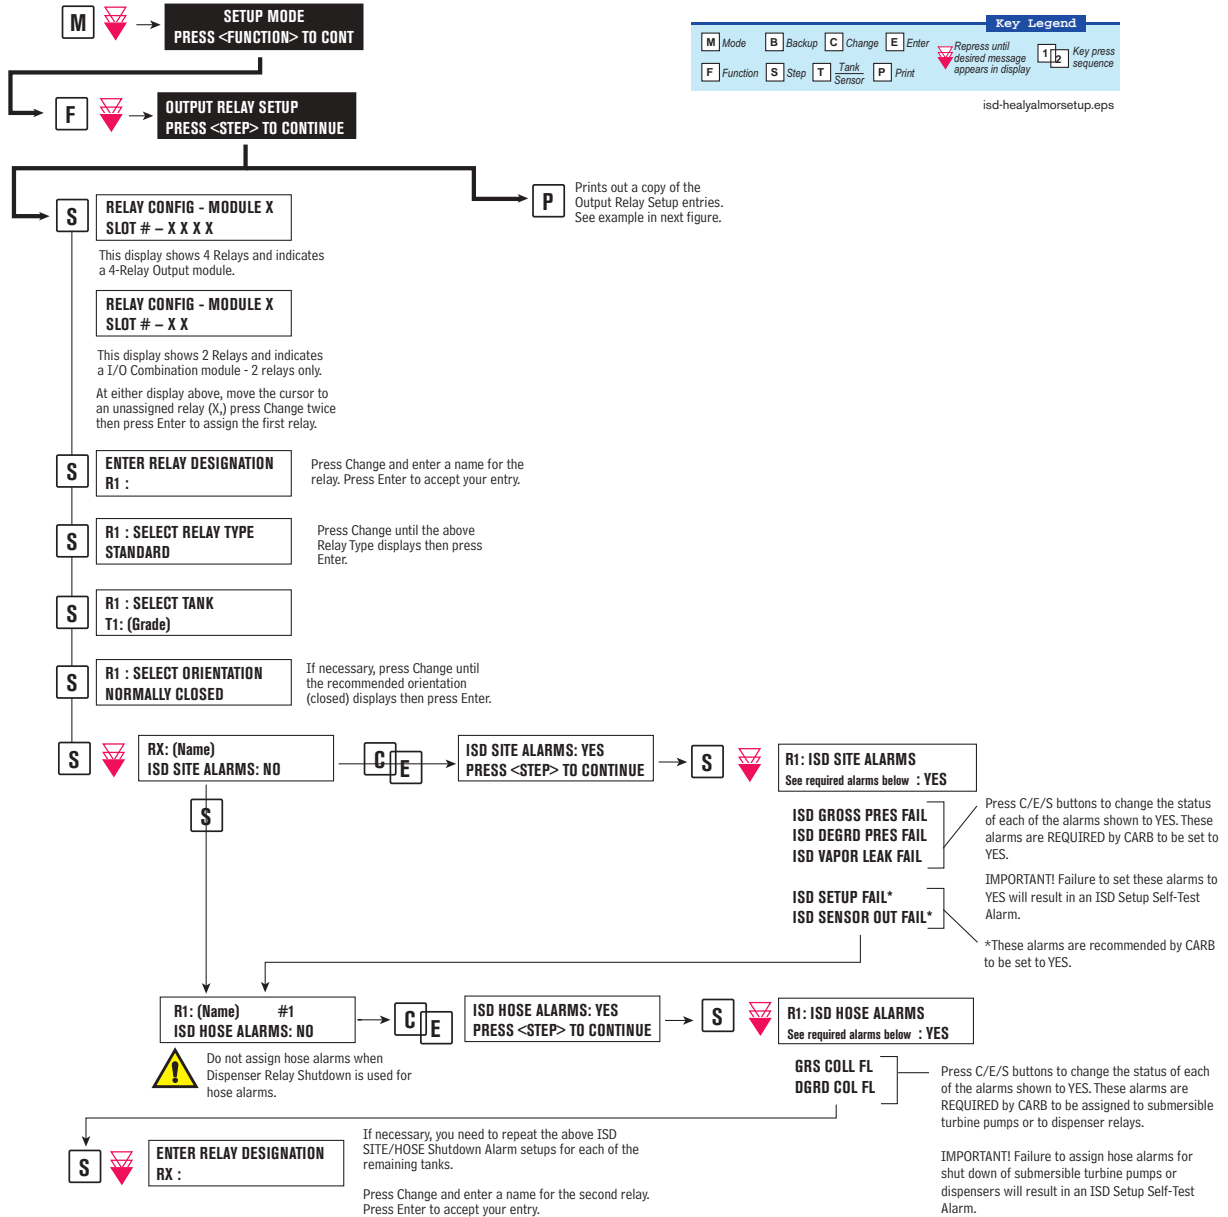 M
SETUP MODE
PRESS <FUNCTION> TO CONT
Key Legend
M Mode
B Backup
C Change
E Enter
F Function
S Step
T Tank
Sensor
P Print
Repress until
desired message
appears in display
1 2
Key press
sequence
isd-healyalmorsetup.eps
F
OUTPUT RELAY SETUP
PRESS <STEP> TO CONTINUE
P
Prints out a copy of the
Output Relay Setup entries.
See example in next figure.
S
RELAY CONFIG - MODULE X
SLOT # – X X X X
This display shows 4 Relays and indicates
a 4-Relay Output module.
RELAY CONFIG - MODULE X
SLOT # – X X
This display shows 2 Relays and indicates
a I/O Combination module - 2 relays only.
At either display above, move the cursor to
an unassigned relay (X,) press Change twice
then press Enter to assign the first relay.
S
ENTER RELAY DESIGNATION
R1 :
Press Change and enter a name for the
relay. Press Enter to accept your entry.
S
R1 : SELECT RELAY TYPE
STANDARD
Press Change until the above
Relay Type displays then press
Enter.
S
R1 : SELECT TANK
T1: (Grade)
S
R1 : SELECT ORIENTATION
NORMALLY CLOSED
If necessary, press Change until
the recommended orientation
(closed) displays then press Enter.
S
RX: (Name)
ISD SITE ALARMS: NO
C E
ISD SITE ALARMS: YES
PRESS <STEP> TO CONTINUE
S
R1: ISD SITE ALARMS
See required alarms below : YES
S
ISD GROSS PRES FAIL
ISD DEGRD PRES FAIL
ISD VAPOR LEAK FAIL
Press C/E/S buttons to change the status
of each of the alarms shown to YES. These
alarms are REQUIRED by CARB to be set to
YES.
IMPORTANT! Failure to set these alarms to
YES will result in an ISD Setup Self-Test
Alarm.
ISD SETUP FAIL*
ISD SENSOR OUT FAIL*
*These alarms are recommended by CARB
to be set to YES.
R1: (Name) #1
ISD HOSE ALARMS: NO
C E
ISD HOSE ALARMS: YES
PRESS <STEP> TO CONTINUE
S
R1: ISD HOSE ALARMS
See required alarms below : YES
!
Do not assign hose alarms when
Dispenser Relay Shutdown is used for
hose alarms.
GRS COLL FL
DGRD COL FL
Press C/E/S buttons to change the status of each
of the alarms shown to YES. These alarms are
REQUIRED by CARB to be assigned to submersible
turbine pumps or to dispenser relays.
IMPORTANT! Failure to assign hose alarms for
shut down of submersible turbine pumps or
dispensers will result in an ISD Setup Self-Test
Alarm.
S
ENTER RELAY DESIGNATION
RX :
If necessary, you need to repeat the above ISD
SITE/HOSE Shutdown Alarm setups for each of the
remaining tanks.
Press Change and enter a name for the second relay.
Press Enter to accept your entry.